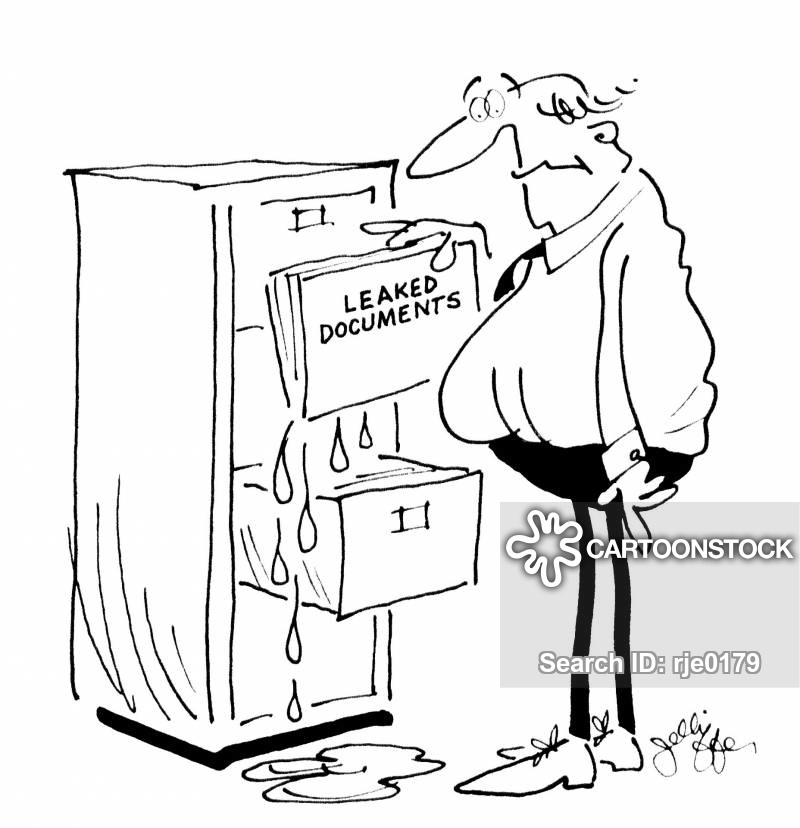 LEAKED
DOCUMENTS
CARTOONSTOCK
Search ID: rje0179